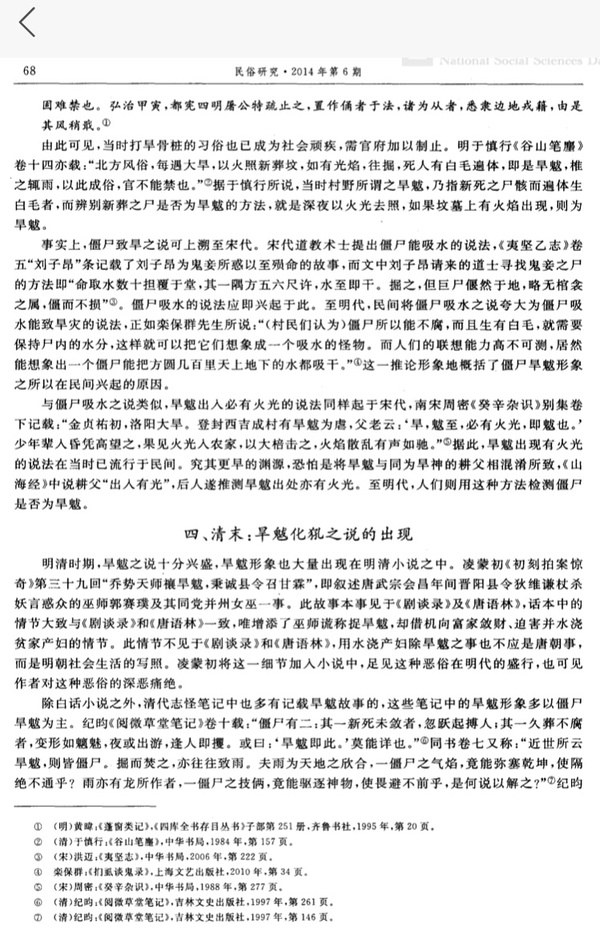 National Social Sciences Da
68
民俗研究·2014年第6期
困难禁也。弘治甲寅，都宪四明屠公特疏止之，置作俑者于法，诸为从者，悉隶边地戍籍，由是
其风稍戢。①
由此可见，当时打旱骨桩的习俗也已成为社会顽疾，需官府加以制止。明于慎行《谷山笔麈》
卷十四亦载：“北方风俗，每遇大旱，以火照新葬坟，如有光焰，往掘，死人有白毛遍体，即是旱魃，椎
之辄雨，以此成俗，官不能禁也。”②据于慎行所说，当时村野所谓之旱魃，乃指新死之尸骸而遍体生
白毛者，而辨别新葬之尸是否为旱魃的方法，就是深夜以火光去照，如果坟墓上有火焰出现，则为
旱魃。
事实上，僵尸致旱之说可上溯至宋代。宋代道教术士提出僵尸能吸水的说法，《夷坚乙志》卷
五“刘子昂”条记载了刘子昂为鬼妾所惑以至殒命的故事，而文中刘子昂请来的道士寻找鬼妾之尸
的方法即“命取水数十担覆于堂，其一隅方五六尺许，水至即干。掘之，但巨尸偃然于地，略无棺衾
之属，僵而不损”③。僵尸吸水的说法应即兴起于此。至明代，民间将僵尸吸水之说夸大为僵尸吸
水能致旱灾的说法，正如栾保群先生所说：“（村民们认为）僵尸所以能不腐，而且生有白毛，就需要
保持尸内的水分，这样就可以把它们想象成一个吸水的怪物。而人们的联想能力高不可测，居然
能想象出一个僵尸能把方圆几百里天上地下的水都吸干。”④这一推论形象地概括了僵尸旱魃形象
之所以在民间兴起的原因。
与僵尸吸水之说类似，旱魃出入必有火光的说法同样起于宋代，南宋周密《癸辛杂识》别集卷
下记载：“金贞祐初，洛阳大旱。登封西吉成村有旱魃为虐，父老云：‘旱，魃至，必有火光，即魃也。’
少年辈人昏凭高望之，果见火光入农家，以大棓击之，火焰散乱有声如驰。”⑤据此，旱魃出现有火光
的说法在当时已流行于民间。究其更早的渊源，恐怕是将旱魃与同为旱神的耕父相混淆所致，《山
海经》中说耕父“出入有光”，后人遂推测旱魃出处亦有火光。至明代，人们则用这种方法检测僵尸
是否为旱魃。
四、清末：旱魃化犼之说的出现
明清时期，旱魃之说十分兴盛，旱魃形象也大量出现在明清小说之中。凌蒙初《初刻拍案惊
奇》第三十九回“乔势天师禳旱魃，秉诚县令召甘霖”，即叙述唐武宗会昌年间晋阳县令狄维谦杖杀
妖言惑众的巫师郭赛璞及其同党并州女巫一事。此故事本事见于《剧谈录》及《唐语林》，话本中的
情节大致与《剧谈录》和《唐语林》一致，唯增添了巫师谎称捉旱魃，却借机向富家敛财、迫害并水浇
贫家产妇的情节。此情节不见于《剧谈录》和《唐语林》，用水浇产妇除旱魃之事也不应是唐朝事，
而是明朝社会生活的写照。凌蒙初将这一细节加入小说中，足见这种恶俗在明代的盛行，也可见
作者对这种恶俗的深恶痛绝。
除白话小说之外，清代志怪笔记中也多有记载旱魃故事的，这些笔记中的旱魃形象多以僵尸
旱魃为主。纪昀《阅微草堂笔记》卷十载：“僵尸有二：其一新死未敛者，忽跃起搏人；其一久葬不腐
者，变形如魑魅，夜或出游，逢人即攫。或曰：‘旱魃即此。’莫能详也。”⑥同书卷七又称：“近世所云
旱魃，则皆僵尸。掘而焚之，亦往往致雨。夫雨为天地之欣合，一僵尸之气焰，竟能弥塞乾坤，使隔
绝不通乎？雨亦有龙所作者，一僵尸之技俩，竟能驱逐神物，使畏避不前乎，是何说以解之？”⑦纪昀
① （明）黄暐：《蓬窗类记》，《四库全书存目丛书》子部第251册，齐鲁书社，1995年，第20页。
② （清）于慎行：《谷山笔麈》，中华书局，1984年，第157页。
③ （宋）洪迈：《夷坚志》，中华书局，2006年，第222页。
④ 栾保群：《扪虱谈鬼录》，上海文艺出版社，2010年，第34页。
⑤ （宋）周密：《癸辛杂识》，中华书局，1988年，第277页。
⑥ （清）纪昀：《阅微草堂笔记》，吉林文史出版社，1997年，第261页。
⑦ （清）纪昀：《阅微草堂笔记》，吉林文史出版社，1997年，第146页。